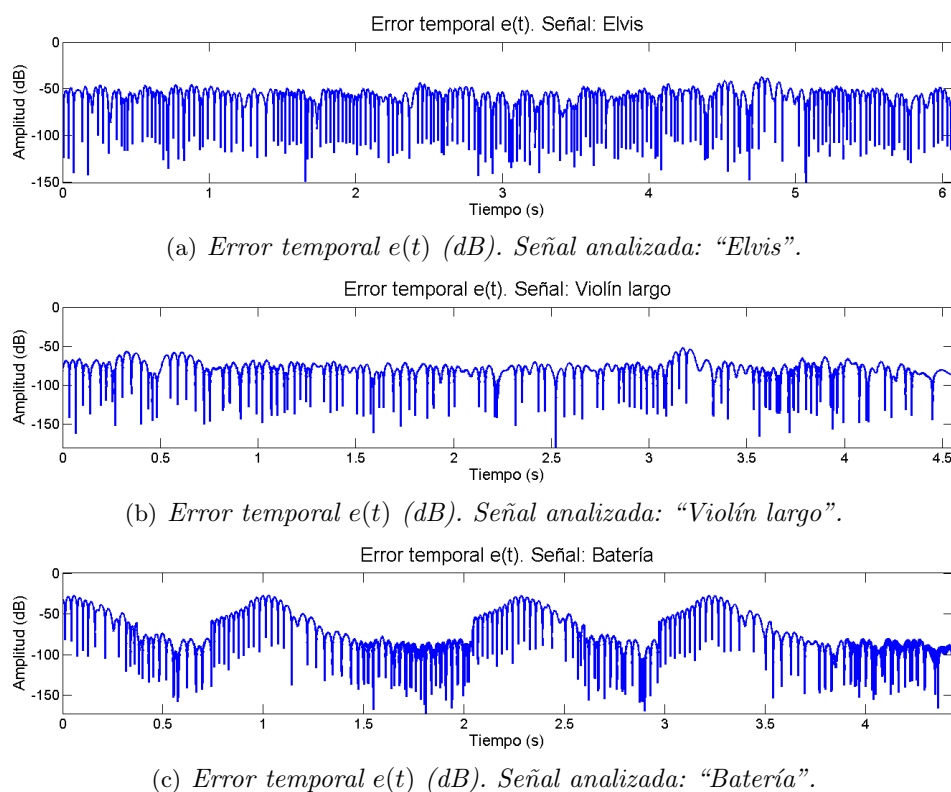 Error temporal e(t). Señal: Elvis
Amplitud (dB)
0
-50
-100
-150
0 1 2 3 4 5 6
Tiempo (s)
(a) Error temporal e(t) (dB). Señal analizada: “Elvis”.
Error temporal e(t). Señal: Violín largo
Amplitud (dB)
0
-50
-100
-150
0 0.5 1 1.5 2 2.5 3 3.5 4 4.5
Tiempo (s)
(b) Error temporal e(t) (dB). Señal analizada: “Violín largo”.
Error temporal e(t). Señal: Batería
Amplitud (dB)
0
-50
-100
-150
0 0.5 1 1.5 2 2.5 3 3.5 4
Tiempo (s)
(c) Error temporal e(t) (dB). Señal analizada: “Batería”.